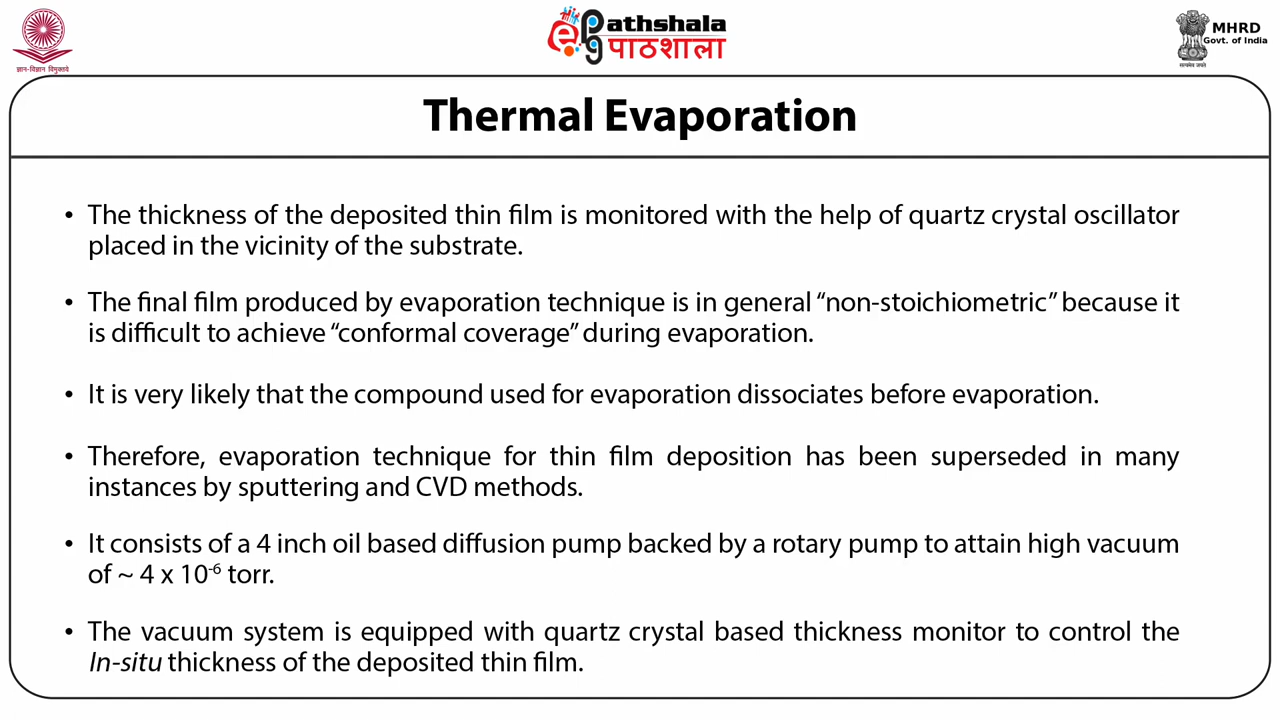 ज्ञान-विज्ञान विमुक्तये
ePG athshala
पाठशाला
MHRD
Govt. of India
सत्यमेव जयते
Thermal Evaporation
• The thickness of the deposited thin film is monitored with the help of quartz crystal oscillator
placed in the vicinity of the substrate.
• The final film produced by evaporation technique is in general “non-stoichiometric” because it
is difficult to achieve “conformal coverage” during evaporation.
• It is very likely that the compound used for evaporation dissociates before evaporation.
• Therefore, evaporation technique for thin film deposition has been superseded in many
instances by sputtering and CVD methods.
• It consists of a 4 inch oil based diffusion pump backed by a rotary pump to attain high vacuum
of ~ 4 x 10⁻⁶ torr.
• The vacuum system is equipped with quartz crystal based thickness monitor to control the
In-situ thickness of the deposited thin film.